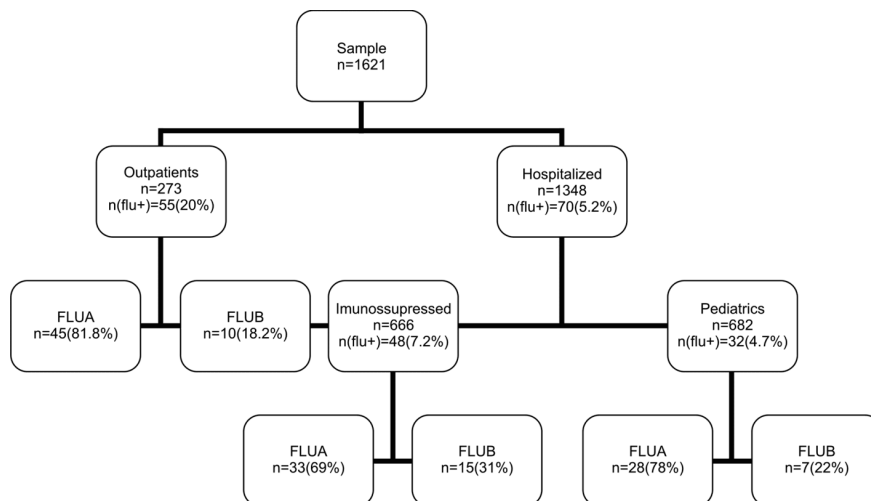 Sample
n=1621
Outpatients
n=273
n(flu+)=55(20%)
Hospitalized
n=1348
n(flu+)=70(5.2%)
FLUA
n=45(81.8%)
FLUB
n=10(18.2%)
Imunossupressed
n=666
n(flu+)=48(7.2%)
Pediatrics
n=682
n(flu+)=32(4.7%)
FLUA
n=33(69%)
FLUB
n=15(31%)
FLUA
n=28(78%)
FLUB
n=7(22%)